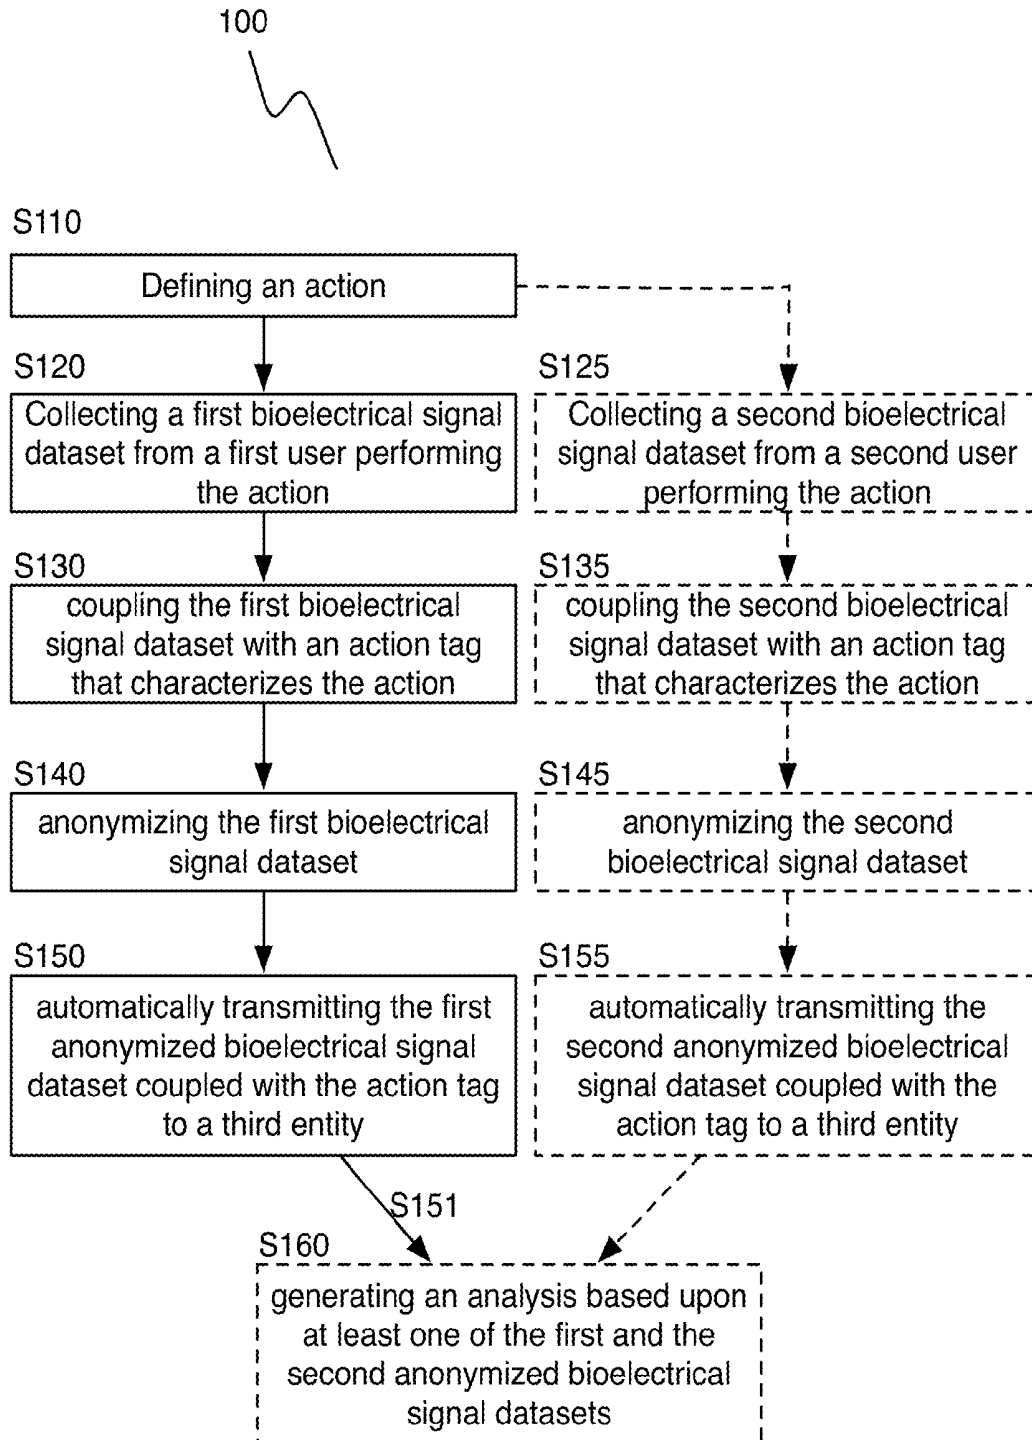 100
S110
Defining an action
S120
Collecting a first bioelectrical signal
dataset from a first user performing
the action
S125
Collecting a second bioelectrical
signal dataset from a second user
performing the action
S130
coupling the first bioelectrical
signal dataset with an action tag
that characterizes the action
S135
coupling the second bioelectrical
signal dataset with an action tag
that characterizes the action
S140
anonymizing the first bioelectrical
signal dataset
S145
anonymizing the second
bioelectrical signal dataset
S150
automatically transmitting the first
anonymized bioelectrical signal
dataset coupled with the action tag
to a third entity
S155
automatically transmitting the
second anonymized bioelectrical
signal dataset coupled with the
action tag to a third entity
S151
S160
generating an analysis based upon
at least one of the first and the
second anonymized bioelectrical
signal datasets